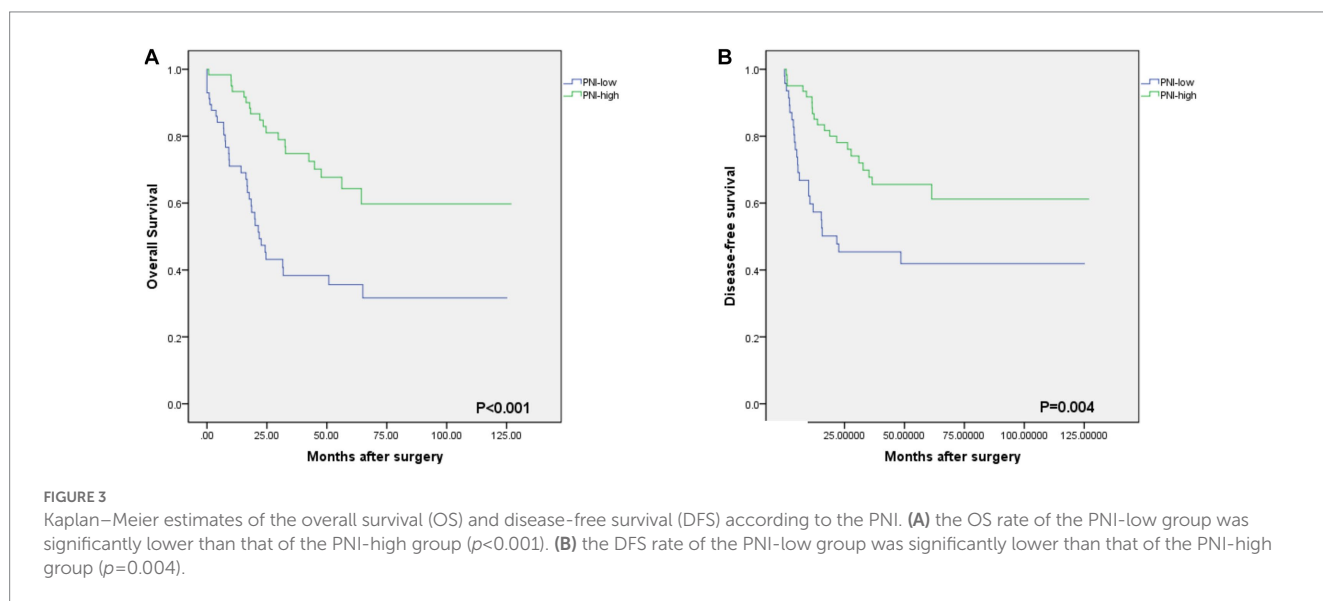 A
1.0
0.8
0.6
0.4
0.2
0.0
Overall Survival
.00 25.00 50.00 75.00 100.00 125.00
Months after surgery
P<0.001
PNI-low
PNI-high
B
1.0
0.8
0.6
0.4
0.2
0.0
Disease-free survival
25.00000 50.00000 75.00000 100.00000 125.00000
Months after surgery
P=0.004
PNI-low
PNI-high
FIGURE 3
Kaplan–Meier estimates of the overall survival (OS) and disease-free survival (DFS) according to the PNI. (A) the OS rate of the PNI-low group was
significantly lower than that of the PNI-high group (p<0.001). (B) the DFS rate of the PNI-low group was significantly lower than that of the PNI-high
group (p=0.004).